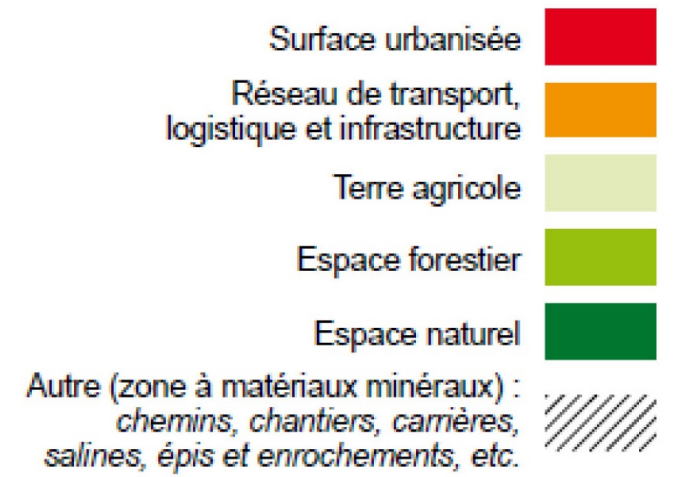 Surface urbanisée
Réseau de transport,
logistique et infrastructure
Terre agricole
Espace forestier
Espace naturel
Autre (zone à matériaux minéraux) :
chemins, chantiers, carrières,
salines, épis et enrochements, etc.